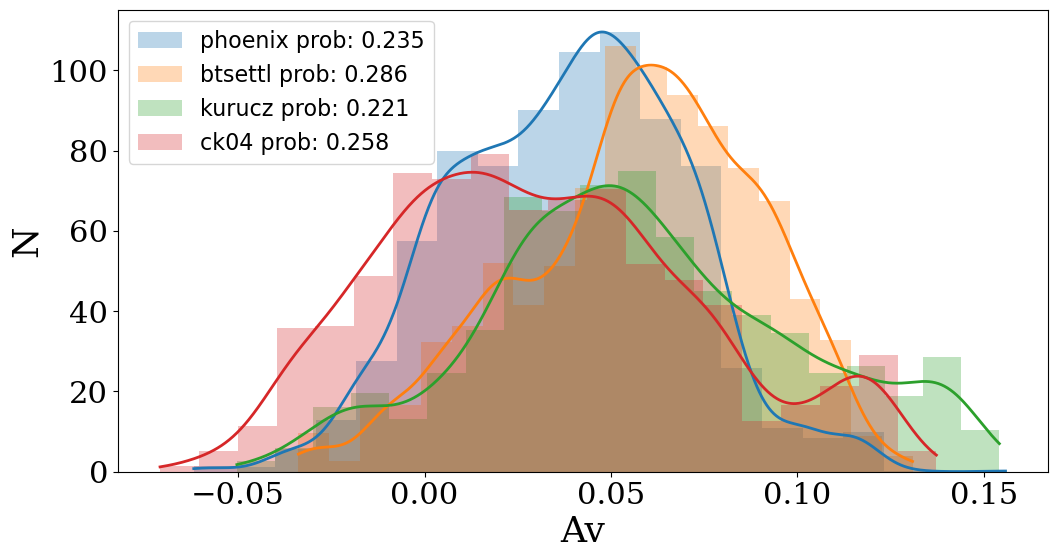 phoenix prob: 0.235
btsettl prob: 0.286
kurucz prob: 0.221
ck04 prob: 0.258
100
80
60
40
20
0
N
−0.05 0.00 0.05 0.10 0.15
Av